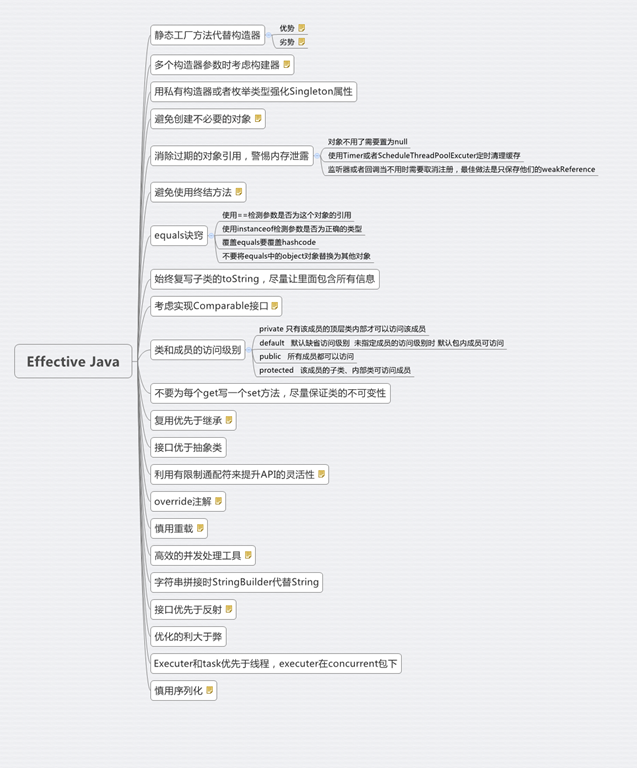 静态工厂方法代替构造器
优势
劣势
多个构造器参数时考虑构建器
用私有构造器或者枚举类型强化Singleton属性
避免创建不必要的对象
消除过期的对象引用，警惕内存泄露
对象不用了需要置为null
使用Timer或者ScheduleThreadPoolExcuter定时清理缓存
监听器或者回调当不用时需要取消注册，最佳做法是只保存他们的weakReference
避免使用终结方法
equals诀窍
使用==检测参数是否为这个对象的引用
使用instanceof检测参数是否为正确的类型
覆盖equals要覆盖hashcode
不要将equals中的object对象替换为其他对象
始终复写子类的toString，尽量让里面包含所有信息
考虑实现Comparable接口
Effective Java
类和成员的访问级别
private 只有该成员的顶层类内部才可以访问该成员
default 默认缺省访问级别 未指定成员的访问级别时 默认包内成员可访问
public 所有成员都可以访问
protected 该成员的子类、内部类可访问成员
不要为每个get写一个set方法，尽量保证类的不可变性
复用优先于继承
接口优于抽象类
利用有限制通配符来提升API的灵活性
override注解
慎用重载
高效的并发处理工具
字符串拼接时StringBuilder代替String
接口优先于反射
优化的利大于弊
Executer和task优先于线程，executer在concurrent包下
慎用序列化